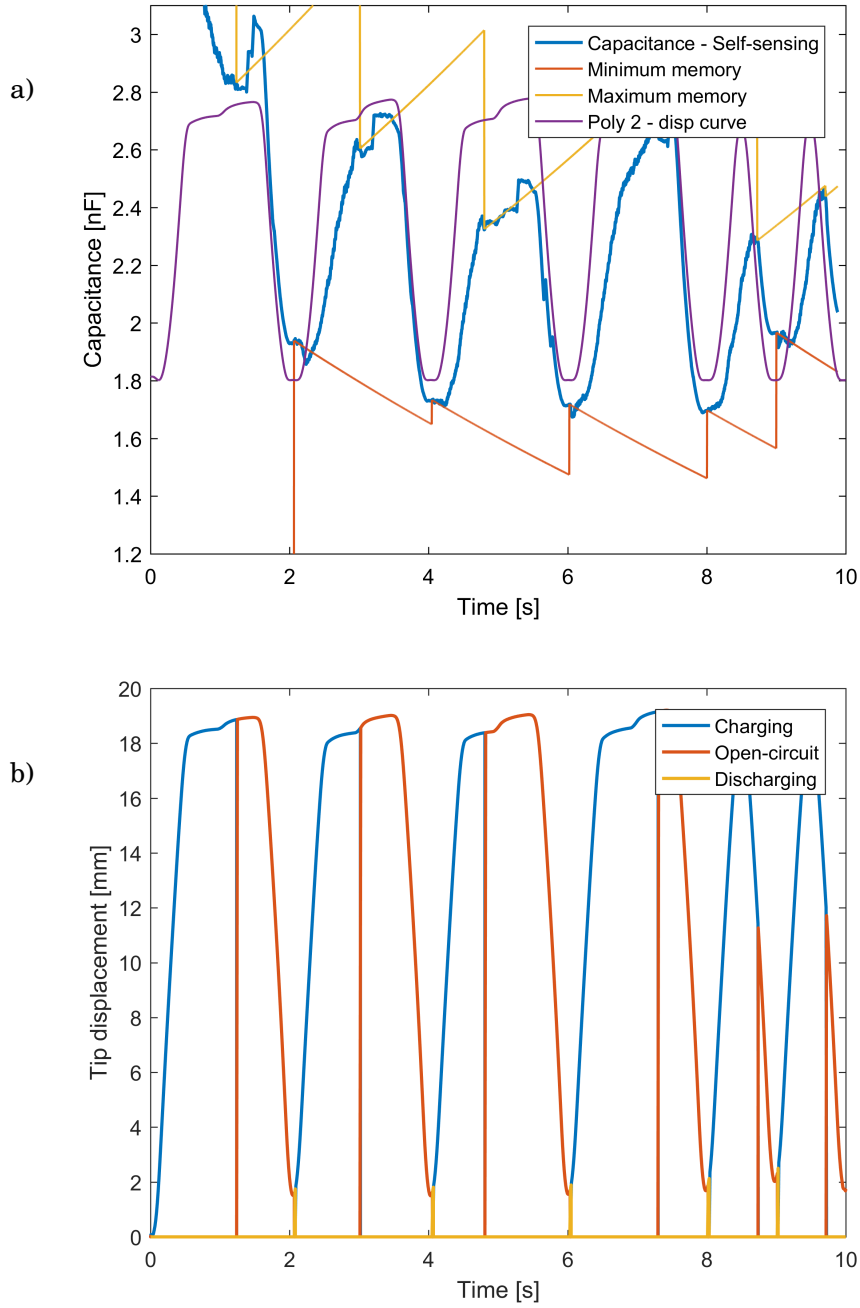 a)
Capacitance [nF]
3
2.8
2.6
2.4
2.2
2
1.8
1.6
1.4
1.2
Capacitance - Self-sensing
Minimum memory
Maximum memory
Poly 2 - disp curve
0 2 4 6 8 10
Time [s]
b)
Tip displacement [mm]
20
18
16
14
12
10
8
6
4
2
0
Charging
Open-circuit
Discharging
0 2 4 6 8 10
Time [s]